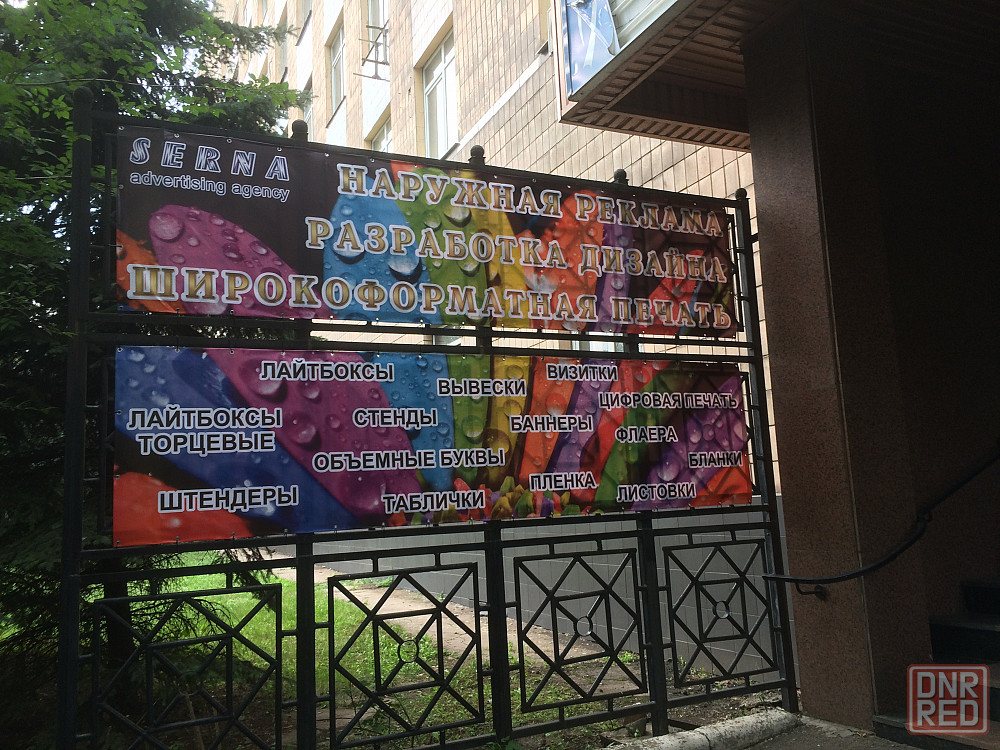 SERNA
advertising agency
НАРУЖНАЯ РЕКЛАМА
РАЗРАБОТКА ДИЗАЙНА
ШИРОКОФОРМАТНАЯ ПЕЧАТЬ
ЛАЙТБОКСЫ
ВЫВЕСКИ
ВИЗИТКИ
ЛАЙТБОКСЫ
ТОРЦЕВЫЕ
СТЕНДЫ
БАННЕРЫ
ЦИФРОВАЯ ПЕЧАТЬ
ФЛАЕРА
ОБЪЕМНЫЕ БУКВЫ
БЛАНКИ
ШТЕНДЕРЫ
ТАБЛИЧКИ
ПЛЕНКА
ЛИСТОВКИ
DNR
RED